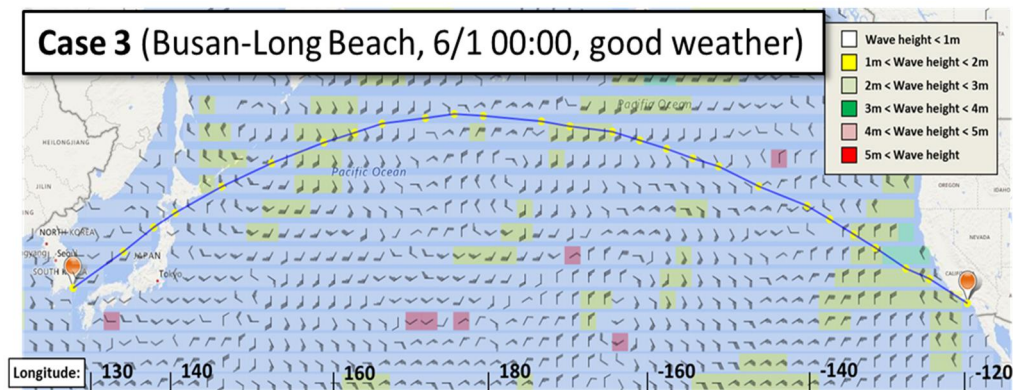 Case 3 (Busan-Long Beach, 6/1 00:00, good weather)
Wave height < 1m
1m < Wave height < 2m
2m < Wave height < 3m
3m < Wave height < 4m
4m < Wave height < 5m
5m < Wave height
Pacific Ocean
HEILONGJIANG
Pacific Ocean
JILIN
OREGON
IDAHO
NORTH KOREA
NEVADA
Seoul
JAPAN
SOUTH
Tokyo
Longitude:
130 140 160 180 -160 -140 -120